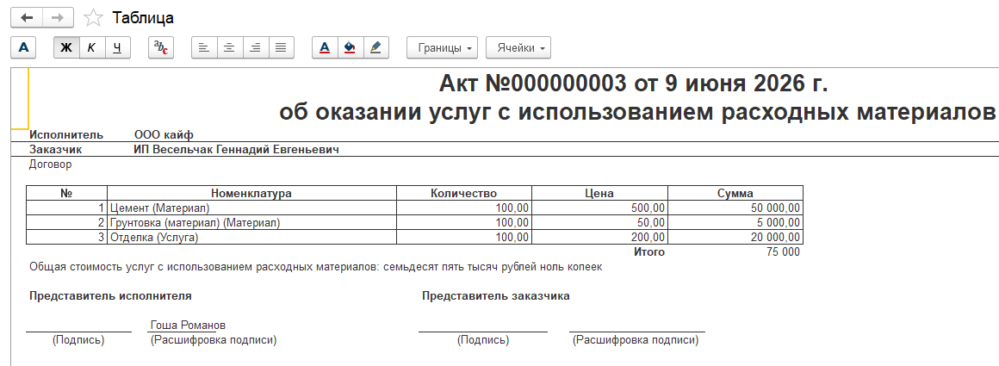 Таблица
А Ж К Ч abc А Границы Ячейки
Акт №000000003 от 9 июня 2026 г.
об оказании услуг с использованием расходных материалов
Исполнитель ООО кайф
Заказчик ИП Весельчак Геннадий Евгеньевич
Договор
№ Номенклатура Количество Цена Сумма
1 Цемент (Материал) 100,00 500,00 50 000,00
2 Грунтовка (материал) (Материал) 100,00 50,00 5 000,00
3 Отделка (Услуга) 100,00 200,00 20 000,00
Итого 75 000
Общая стоимость услуг с использованием расходных материалов: семьдесят пять тысяч рублей ноль копеек
Представитель исполнителя Представитель заказчика
Гоша Романов
(Подпись) (Расшифровка подписи) (Подпись) (Расшифровка подписи)